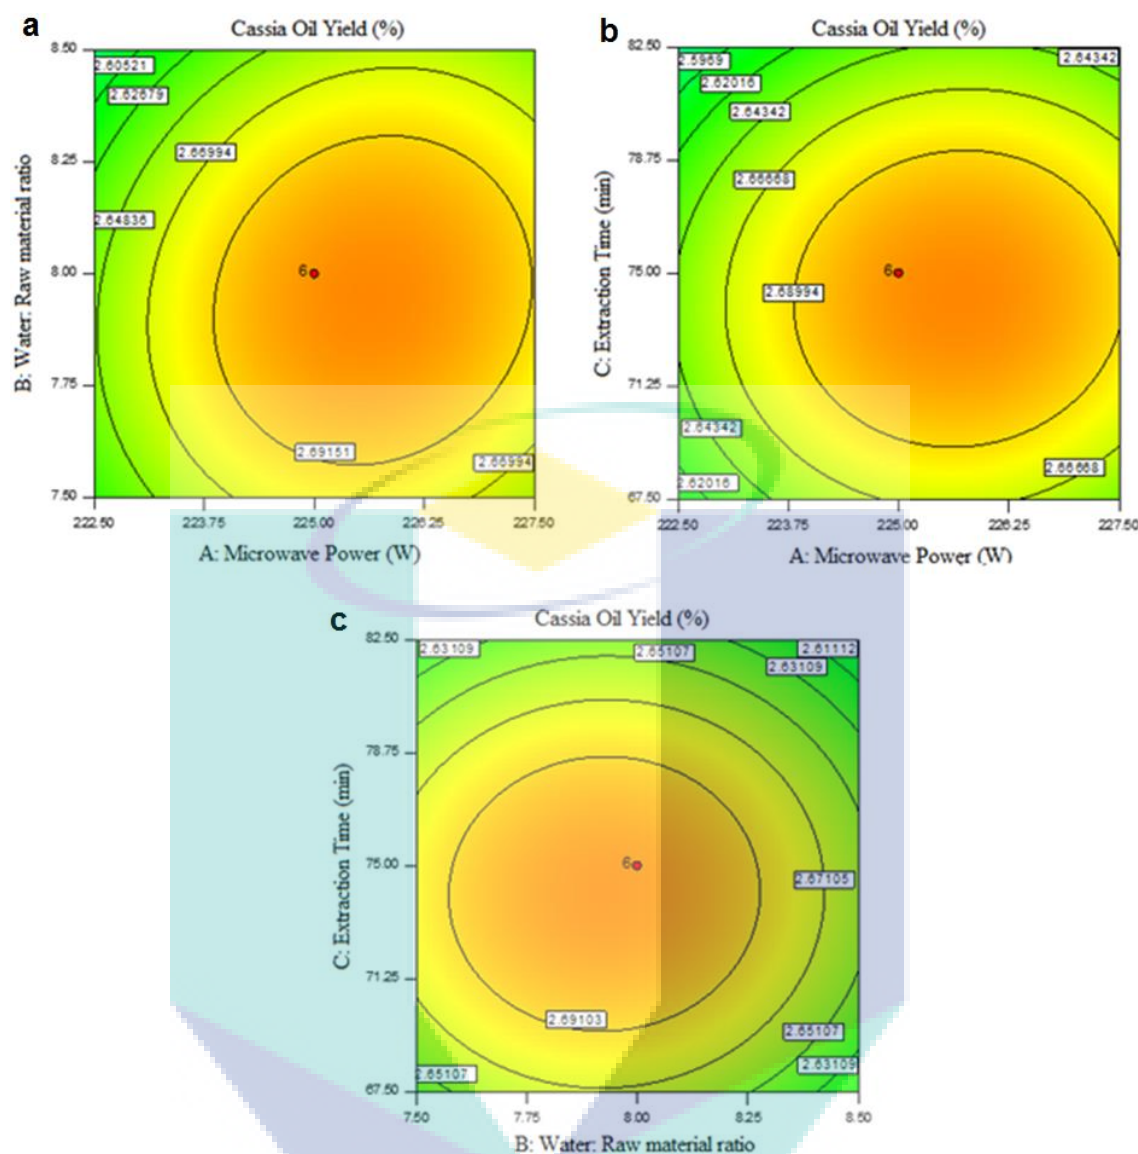 a
Cassia Oil Yield (%)
8.50
8.25
8.00
7.75
7.50
B: Water: Raw material ratio
2.60521
2.62679
2.66994
2.64836
6
2.69151
2.66994
222.50 223.75 225.00 226.25 227.50
A: Microwave Power (W)
b
Cassia Oil Yield (%)
82.50
78.75
75.00
71.25
67.50
C: Extraction Time (min)
2.5969
2.62016
2.64342
2.64342
2.66668
6
2.68994
2.64342
2.66668
2.62016
222.50 223.75 225.00 226.25 227.50
A: Microwave Power (W)
c
Cassia Oil Yield (%)
82.50
78.75
75.00
71.25
67.50
C: Extraction Time (min)
2.63109
2.65107
2.61112
2.63109
6
2.67105
2.69103
2.65107
2.63109
2.65107
7.50 7.75 8.00 8.25 8.50
B: Water: Raw material ratio